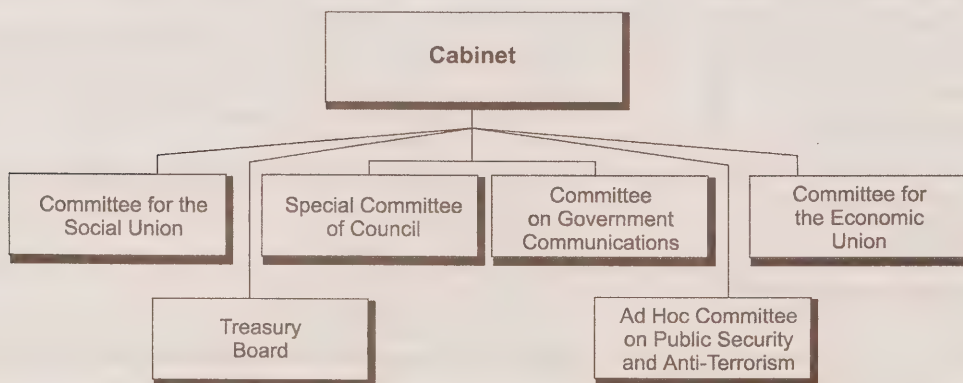 Cabinet
Committee for the
Social Union
Special Committee
of Council
Committee
on Government
Communications
Committee for
the Economic
Union
Treasury
Board
Ad Hoc Committee
on Public Security
and Anti-Terrorism